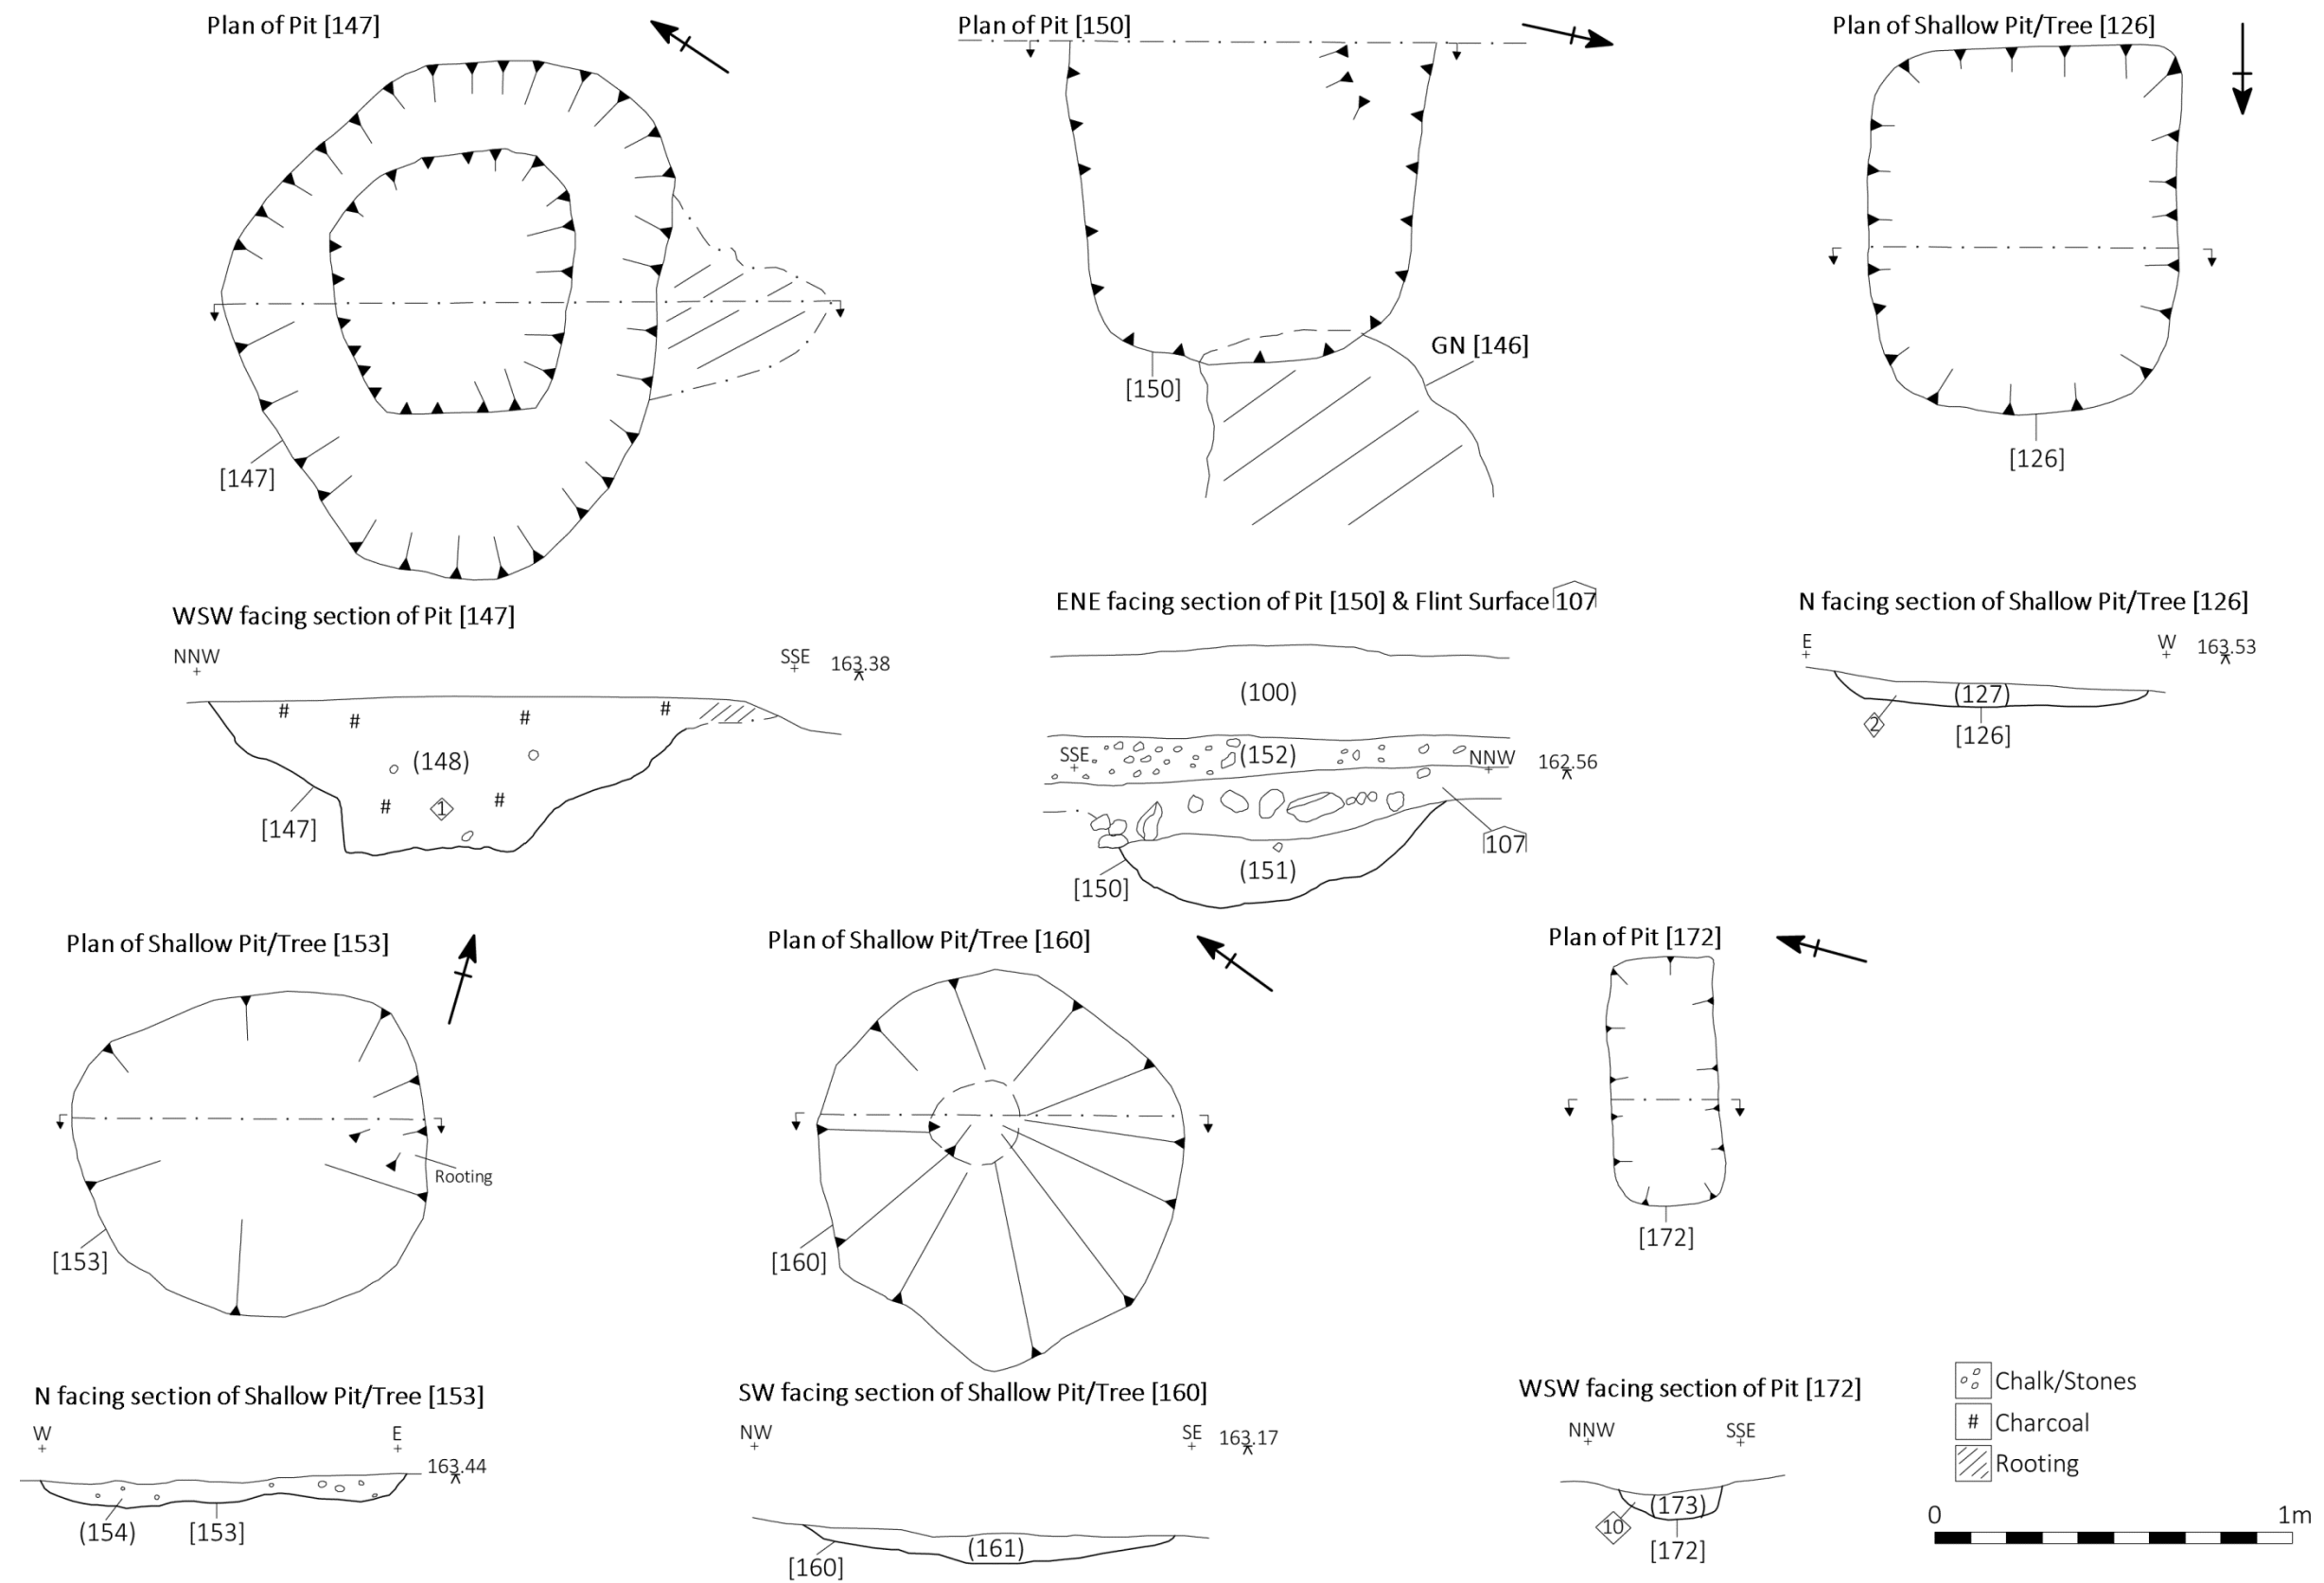 Plan of Pit [147]
[147]
Plan of Pit [150]
[150]
GN [146]
Plan of Shallow Pit/Tree [126]
[126]
WSW facing section of Pit [147]
NNW
SSE
163.38
#
#
#
#
(148)
#
#
1
[147]
ENE facing section of Pit [150] & Flint Surface 107
(100)
SSE
(152)
NNW
162.56
107
(151)
[150]
N facing section of Shallow Pit/Tree [126]
E
W
163.53
(127)
2
[126]
Plan of Shallow Pit/Tree [153]
Rooting
[153]
Plan of Shallow Pit/Tree [160]
[160]
Plan of Pit [172]
[172]
N facing section of Shallow Pit/Tree [153]
W
E
163.44
(154)
[153]
SW facing section of Shallow Pit/Tree [160]
NW
SE
163.17
(161)
[160]
WSW facing section of Pit [172]
NNW
SSE
(173)
10
[172]
Chalk/Stones
# Charcoal
Rooting
0 1m